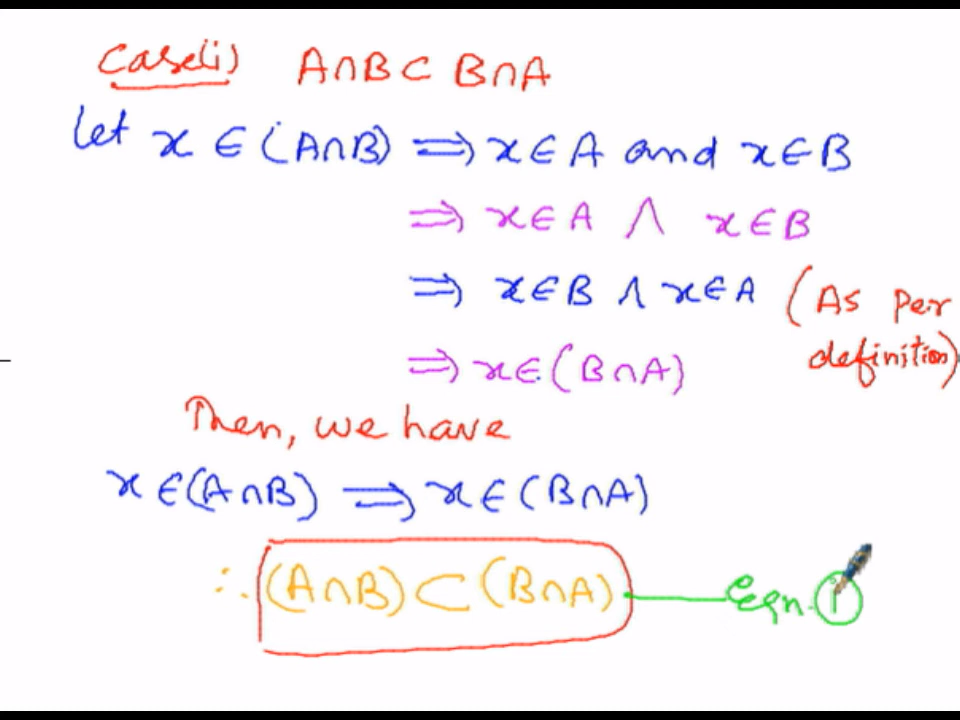 Case(i) A∩B ⊂ B∩A
Let x ∈ (A∩B) ⇒ x∈A and x∈B
⇒ x∈A ∧ x∈B
⇒ x∈B ∧ x∈A (As per definition)
⇒ x∈(B∩A)
Then, we have
x ∈(A∩B) ⇒ x∈(B∩A)
∴ (A∩B) ⊂ (B∩A) — Eqn. ①